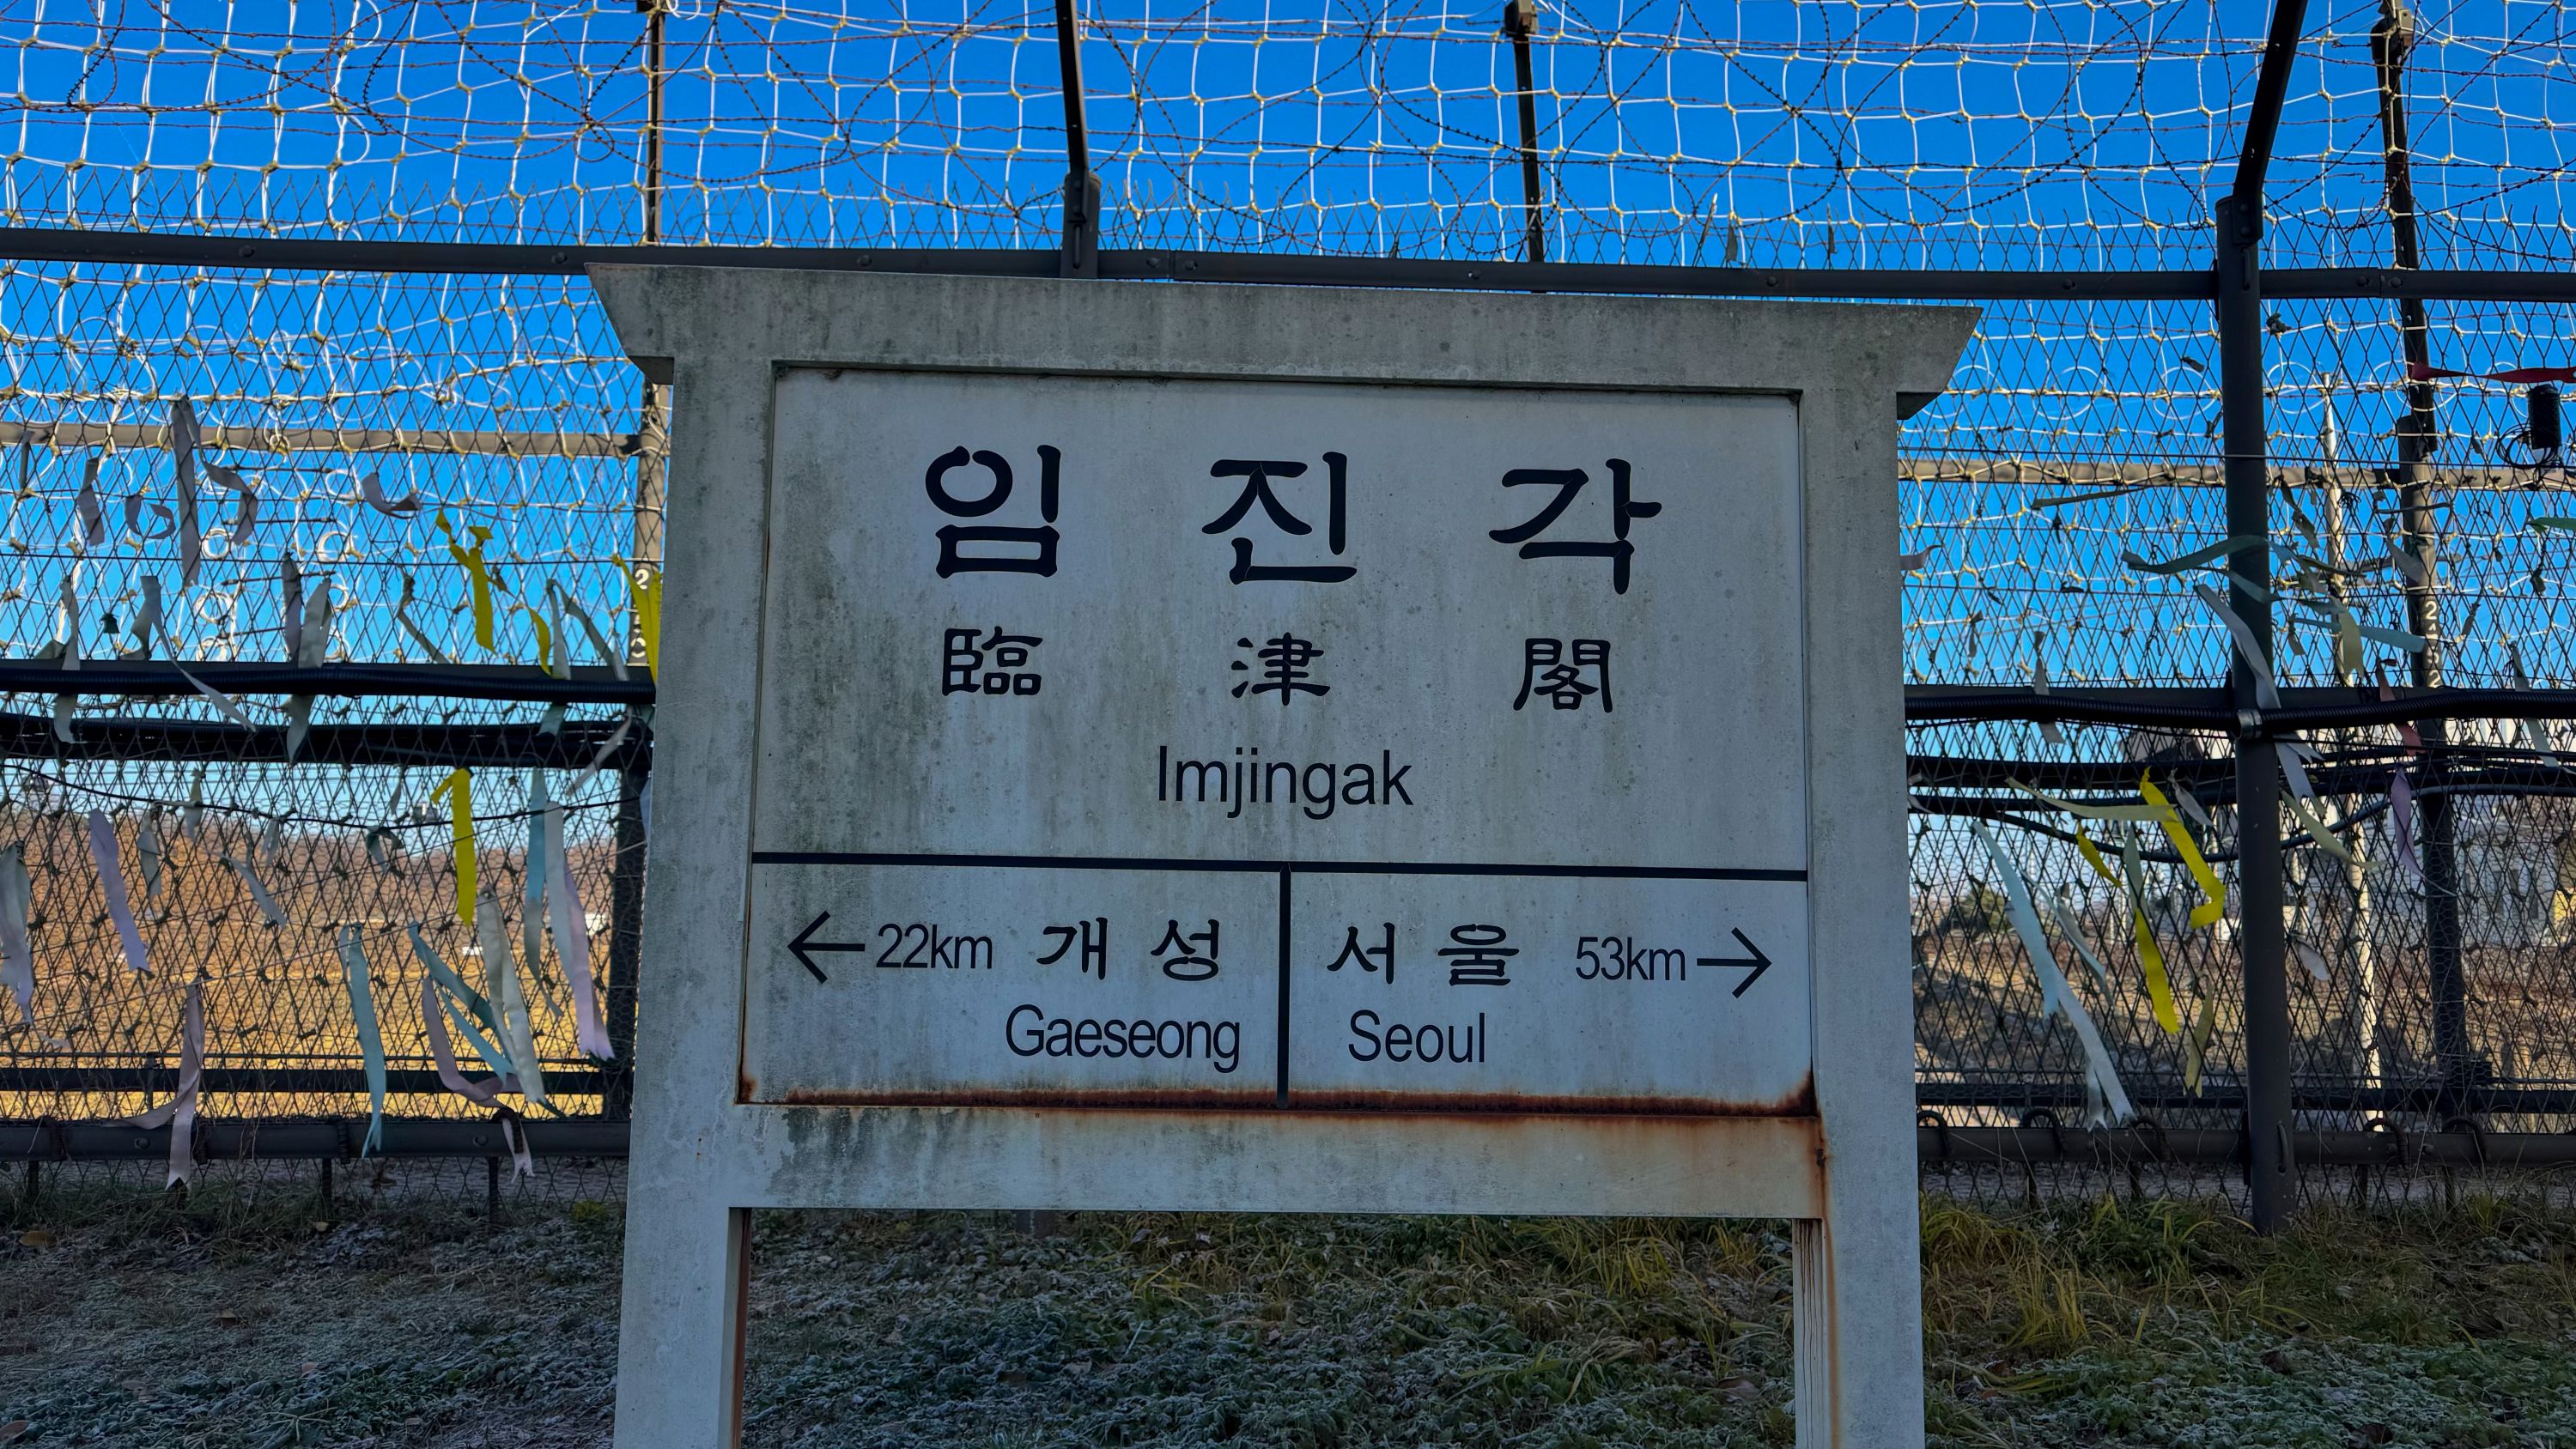 임 진 각
臨 津 閣
Imjingak
← 22km 개 성
Gaeseong
서 울 53km →
Seoul